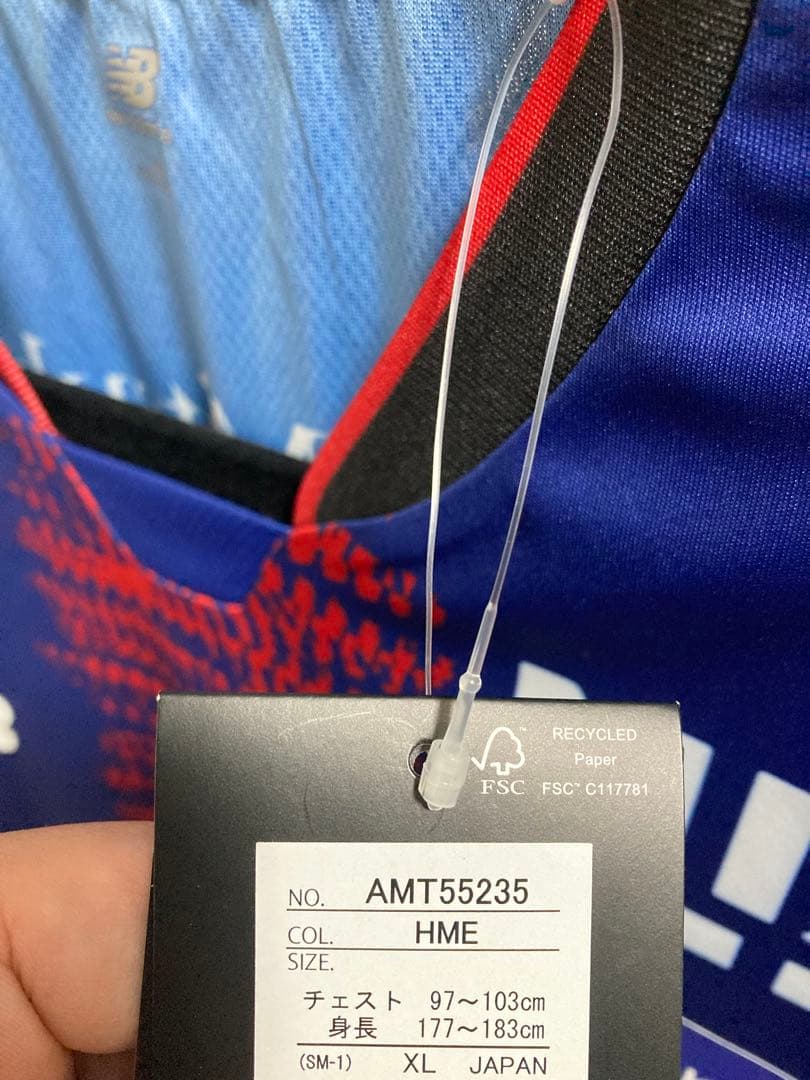 RECYCLED
Paper
FSC
FSC™ C117781
NO. AMT55235
COL. HME
SIZE.
チェスト 97～103cm
身長 177～183cm
(SM-1) XL JAPAN